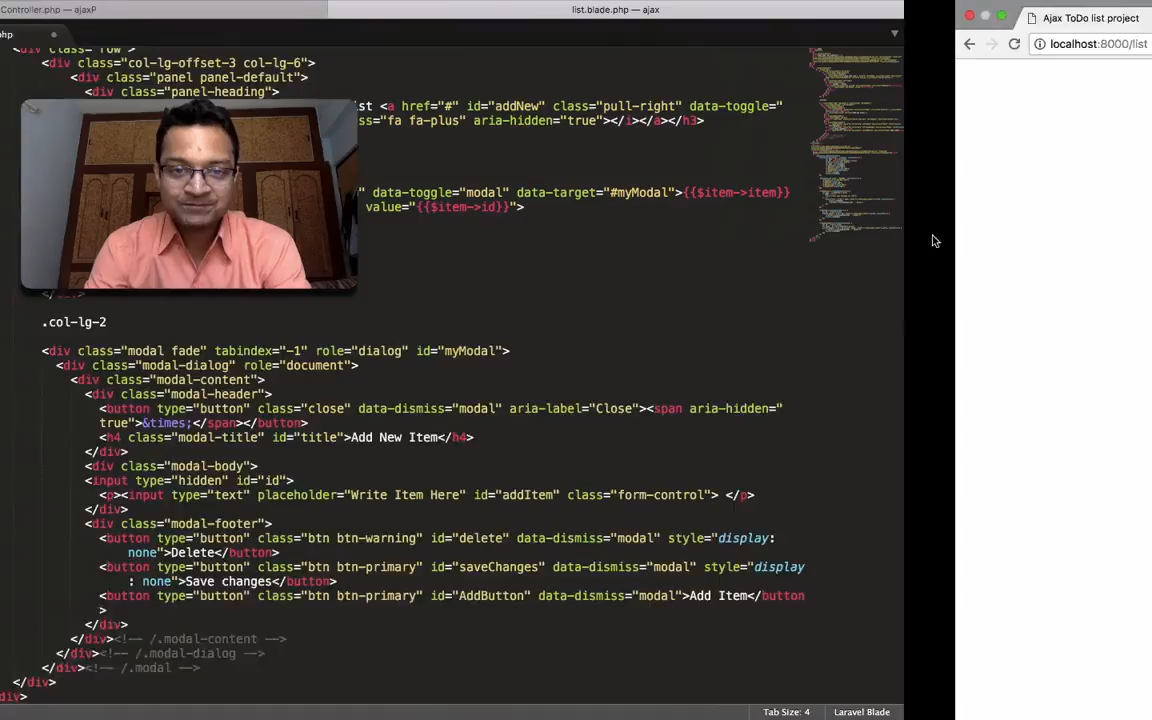 Controller.php — ajaxP
list.blade.php — ajax
Ajax ToDo list project
localhost:8000/list
php
<div class="row">
<div class="col-lg-offset-3 col-lg-6">
<div class="panel panel-default">
<div class="panel-heading">
ist <a href="#" id="addNew" class="pull-right" data-toggle="
ss="fa fa-plus" aria-hidden="true"></i></a></h3>
" data-toggle="modal" data-target="#myModal">{{$item->item}}
value="{{$item->id}}">
</div>
.col-lg-2
<div class="modal fade" tabindex="-1" role="dialog" id="myModal">
<div class="modal-dialog" role="document">
<div class="modal-content">
<div class="modal-header">
<button type="button" class="close" data-dismiss="modal" aria-label="Close"><span aria-hidden="
true">&times;</span></button>
<h4 class="modal-title" id="title">Add New Item</h4>
</div>
<div class="modal-body">
<input type="hidden" id="id">
<p><input type="text" placeholder="Write Item Here" id="addItem" class="form-control"> </p>
</div>
<div class="modal-footer">
<button type="button" class="btn btn-warning" id="delete" data-dismiss="modal" style="display:
none">Delete</button>
<button type="button" class="btn btn-primary" id="saveChanges" data-dismiss="modal" style="display
: none">Save changes</button>
<button type="button" class="btn btn-primary" id="AddButton" data-dismiss="modal">Add Item</button
>
</div>
</div><!-- /.modal-content -->
</div><!-- /.modal-dialog -->
</div><!-- /.modal -->
</div>
div>
Tab Size: 4
Laravel Blade